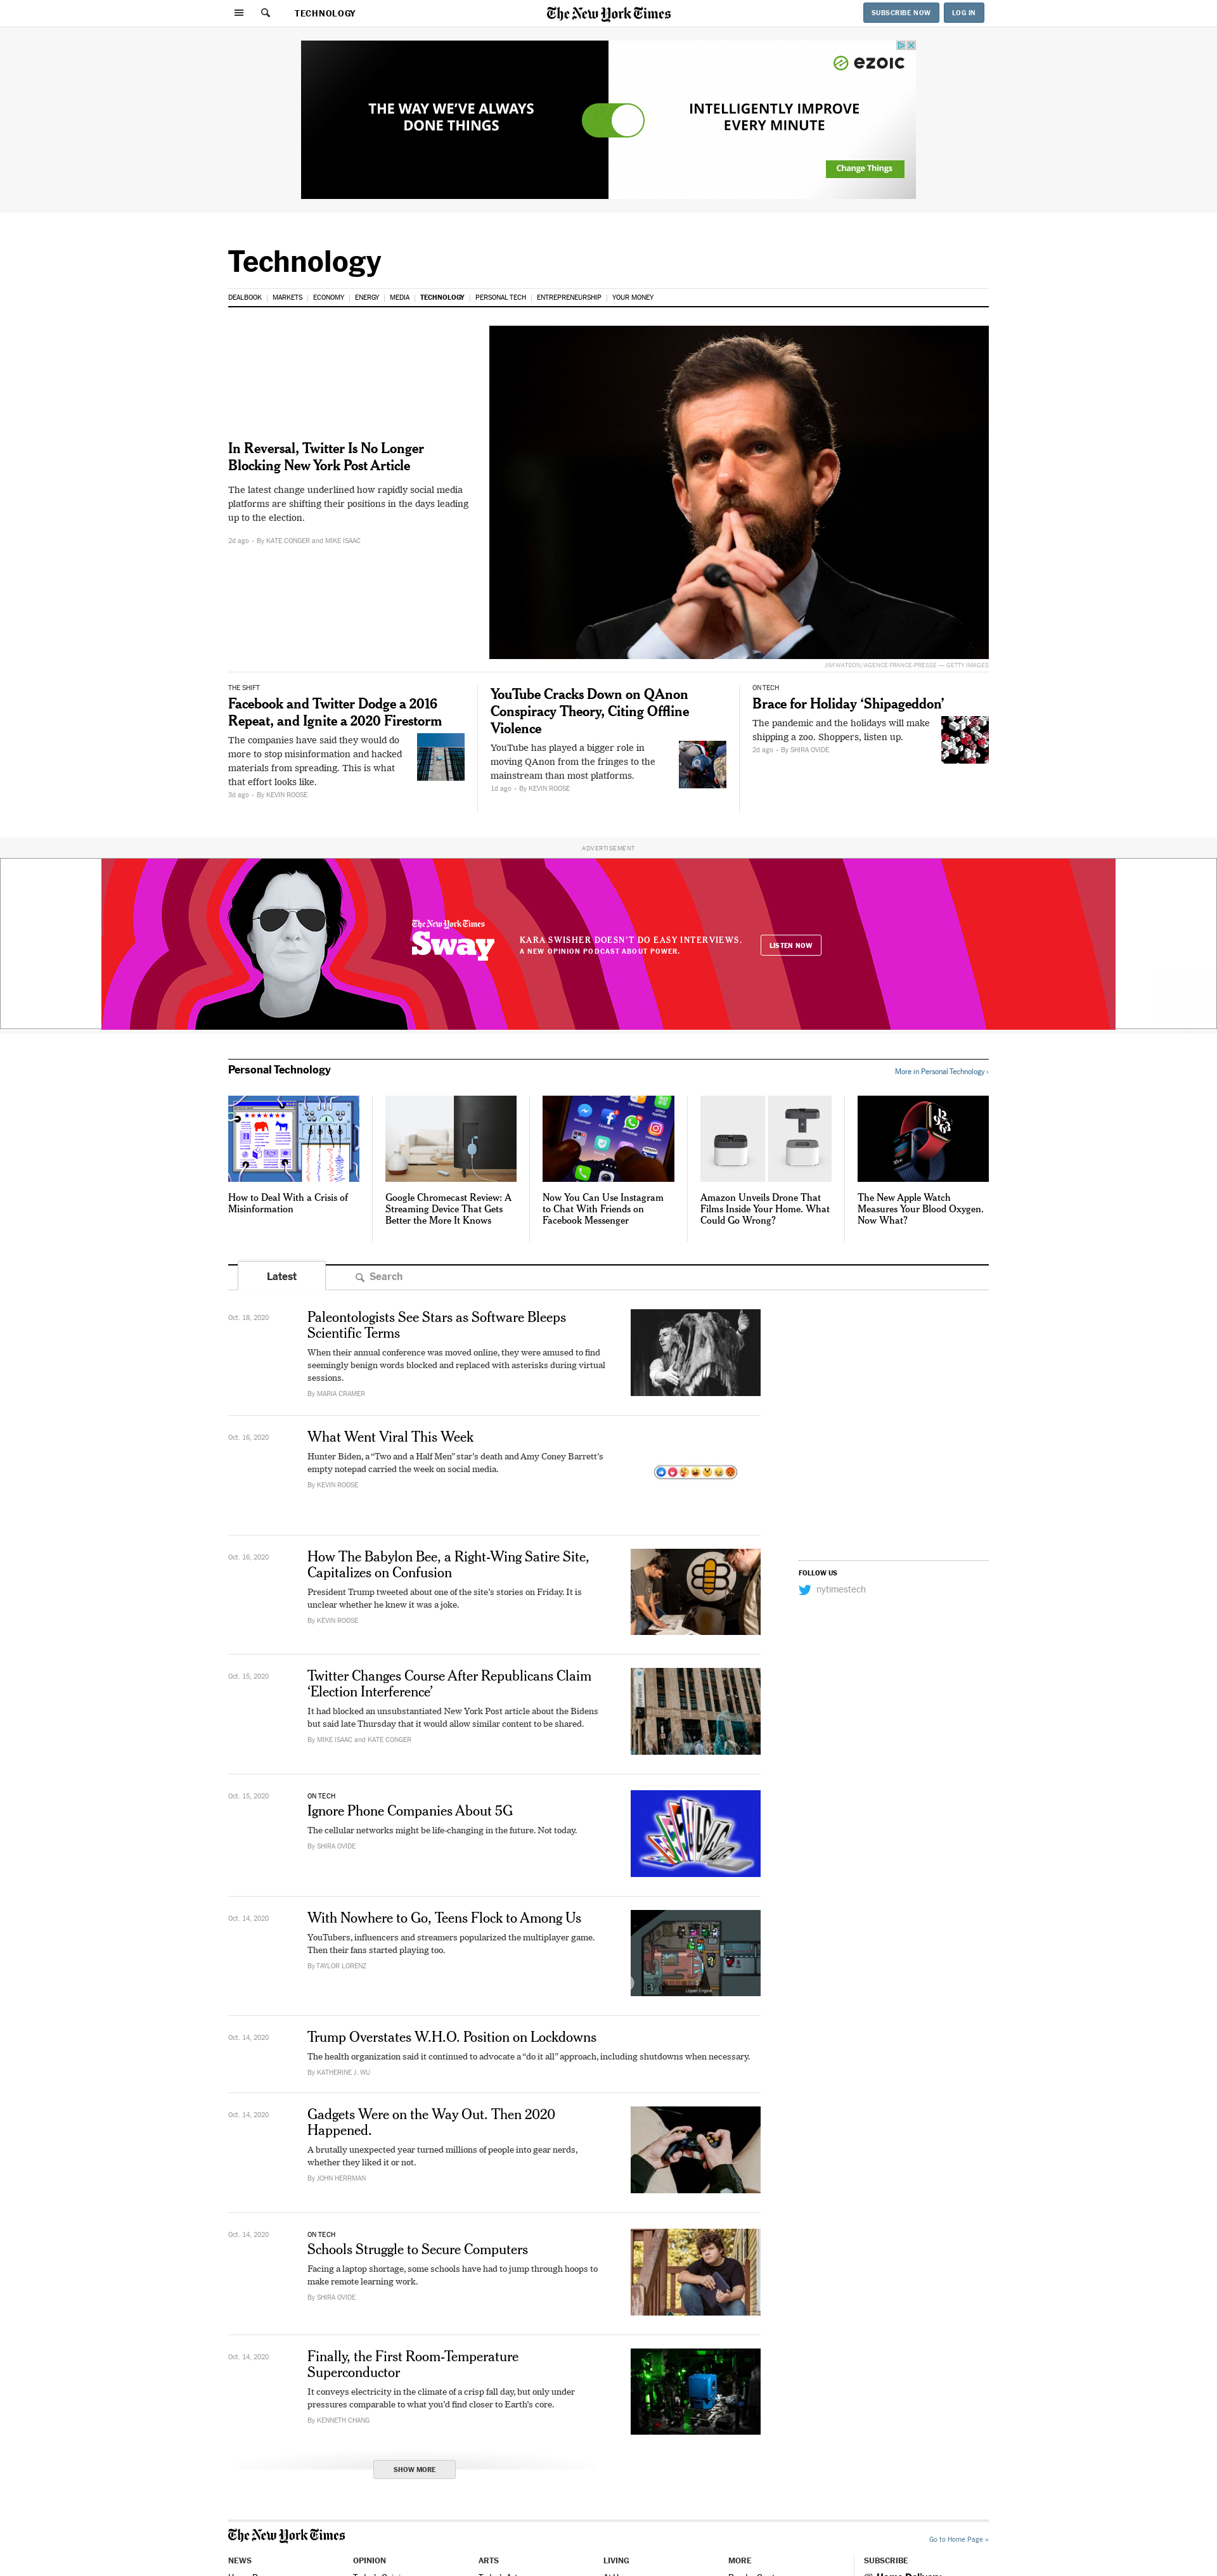 TECHNOLOGY
The New York Times
SUBSCRIBE NOW
LOG IN
THE WAY WE'VE ALWAYS
DONE THINGS
ezoic
INTELLIGENTLY IMPROVE
EVERY MINUTE
Change Things
Technology
DEALBOOK | MARKETS | ECONOMY | ENERGY | MEDIA | TECHNOLOGY | PERSONAL TECH | ENTREPRENEURSHIP | YOUR MONEY
In Reversal, Twitter Is No Longer
Blocking New York Post Article
The latest change underlined how rapidly social media
platforms are shifting their positions in the days leading
up to the election.
2d ago • By KATE CONGER and MIKE ISAAC
JIM WATSON/AGENCE FRANCE-PRESSE — GETTY IMAGES
THE SHIFT
Facebook and Twitter Dodge a 2016
Repeat, and Ignite a 2020 Firestorm
The companies have said they would do
more to stop misinformation and hacked
materials from spreading. This is what
that effort looks like.
3d ago • By KEVIN ROOSE
YouTube Cracks Down on QAnon
Conspiracy Theory, Citing Offline
Violence
YouTube has played a bigger role in
moving QAnon from the fringes to the
mainstream than most platforms.
1d ago • By KEVIN ROOSE
ON TECH
Brace for Holiday ‘Shipageddon’
The pandemic and the holidays will make
shipping a zoo. Shoppers, listen up.
2d ago • By SHIRA OVIDE
ADVERTISEMENT
The New York Times
Sway
KARA SWISHER DOESN'T DO EASY INTERVIEWS.
A NEW OPINION PODCAST ABOUT POWER.
LISTEN NOW
Personal Technology
More in Personal Technology ›
How to Deal With a Crisis of
Misinformation
Google Chromecast Review: A
Streaming Device That Gets
Better the More It Knows
Now You Can Use Instagram
to Chat With Friends on
Facebook Messenger
Amazon Unveils Drone That
Films Inside Your Home. What
Could Go Wrong?
The New Apple Watch
Measures Your Blood Oxygen.
Now What?
Latest
Search
Oct. 18, 2020
Paleontologists See Stars as Software Bleeps
Scientific Terms
When their annual conference was moved online, they were amused to find
seemingly benign words blocked and replaced with asterisks during virtual
sessions.
By MARIA CRAMER
Oct. 16, 2020
What Went Viral This Week
Hunter Biden, a “Two and a Half Men” star’s death and Amy Coney Barrett’s
empty notepad carried the week on social media.
By KEVIN ROOSE
Oct. 16, 2020
How The Babylon Bee, a Right-Wing Satire Site,
Capitalizes on Confusion
President Trump tweeted about one of the site’s stories on Friday. It is
unclear whether he knew it was a joke.
By KEVIN ROOSE
FOLLOW US
nytimestech
Oct. 15, 2020
Twitter Changes Course After Republicans Claim
‘Election Interference’
It had blocked an unsubstantiated New York Post article about the Bidens
but said late Thursday that it would allow similar content to be shared.
By MIKE ISAAC and KATE CONGER
Oct. 15, 2020
ON TECH
Ignore Phone Companies About 5G
The cellular networks might be life-changing in the future. Not today.
By SHIRA OVIDE
Oct. 14, 2020
With Nowhere to Go, Teens Flock to Among Us
YouTubers, influencers and streamers popularized the multiplayer game.
Then their fans started playing too.
By TAYLOR LORENZ
Upper Engine
Oct. 14, 2020
Trump Overstates W.H.O. Position on Lockdowns
The health organization said it continued to advocate a “do it all” approach, including shutdowns when necessary.
By KATHERINE J. WU
Oct. 14, 2020
Gadgets Were on the Way Out. Then 2020
Happened.
A brutally unexpected year turned millions of people into gear nerds,
whether they liked it or not.
By JOHN HERRMAN
Oct. 14, 2020
ON TECH
Schools Struggle to Secure Computers
Facing a laptop shortage, some schools have had to jump through hoops to
make remote learning work.
By SHIRA OVIDE
Oct. 14, 2020
Finally, the First Room-Temperature
Superconductor
It conveys electricity in the climate of a crisp fall day, but only under
pressures comparable to what you’d find closer to Earth’s core.
By KENNETH CHANG
SHOW MORE
The New York Times
Go to Home Page »
NEWS
OPINION
ARTS
LIVING
MORE
SUBSCRIBE